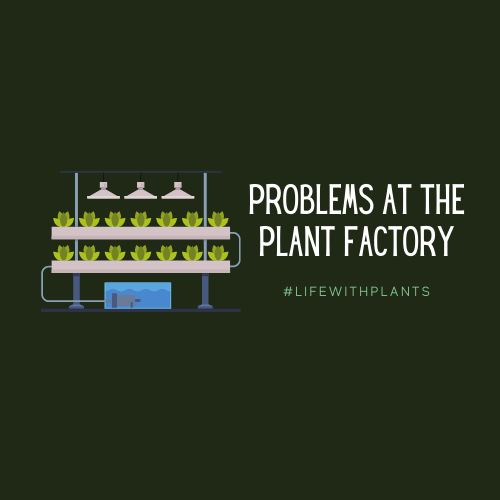 PROBLEMS AT THE
PLANT FACTORY
#LIFEWITHPLANTS